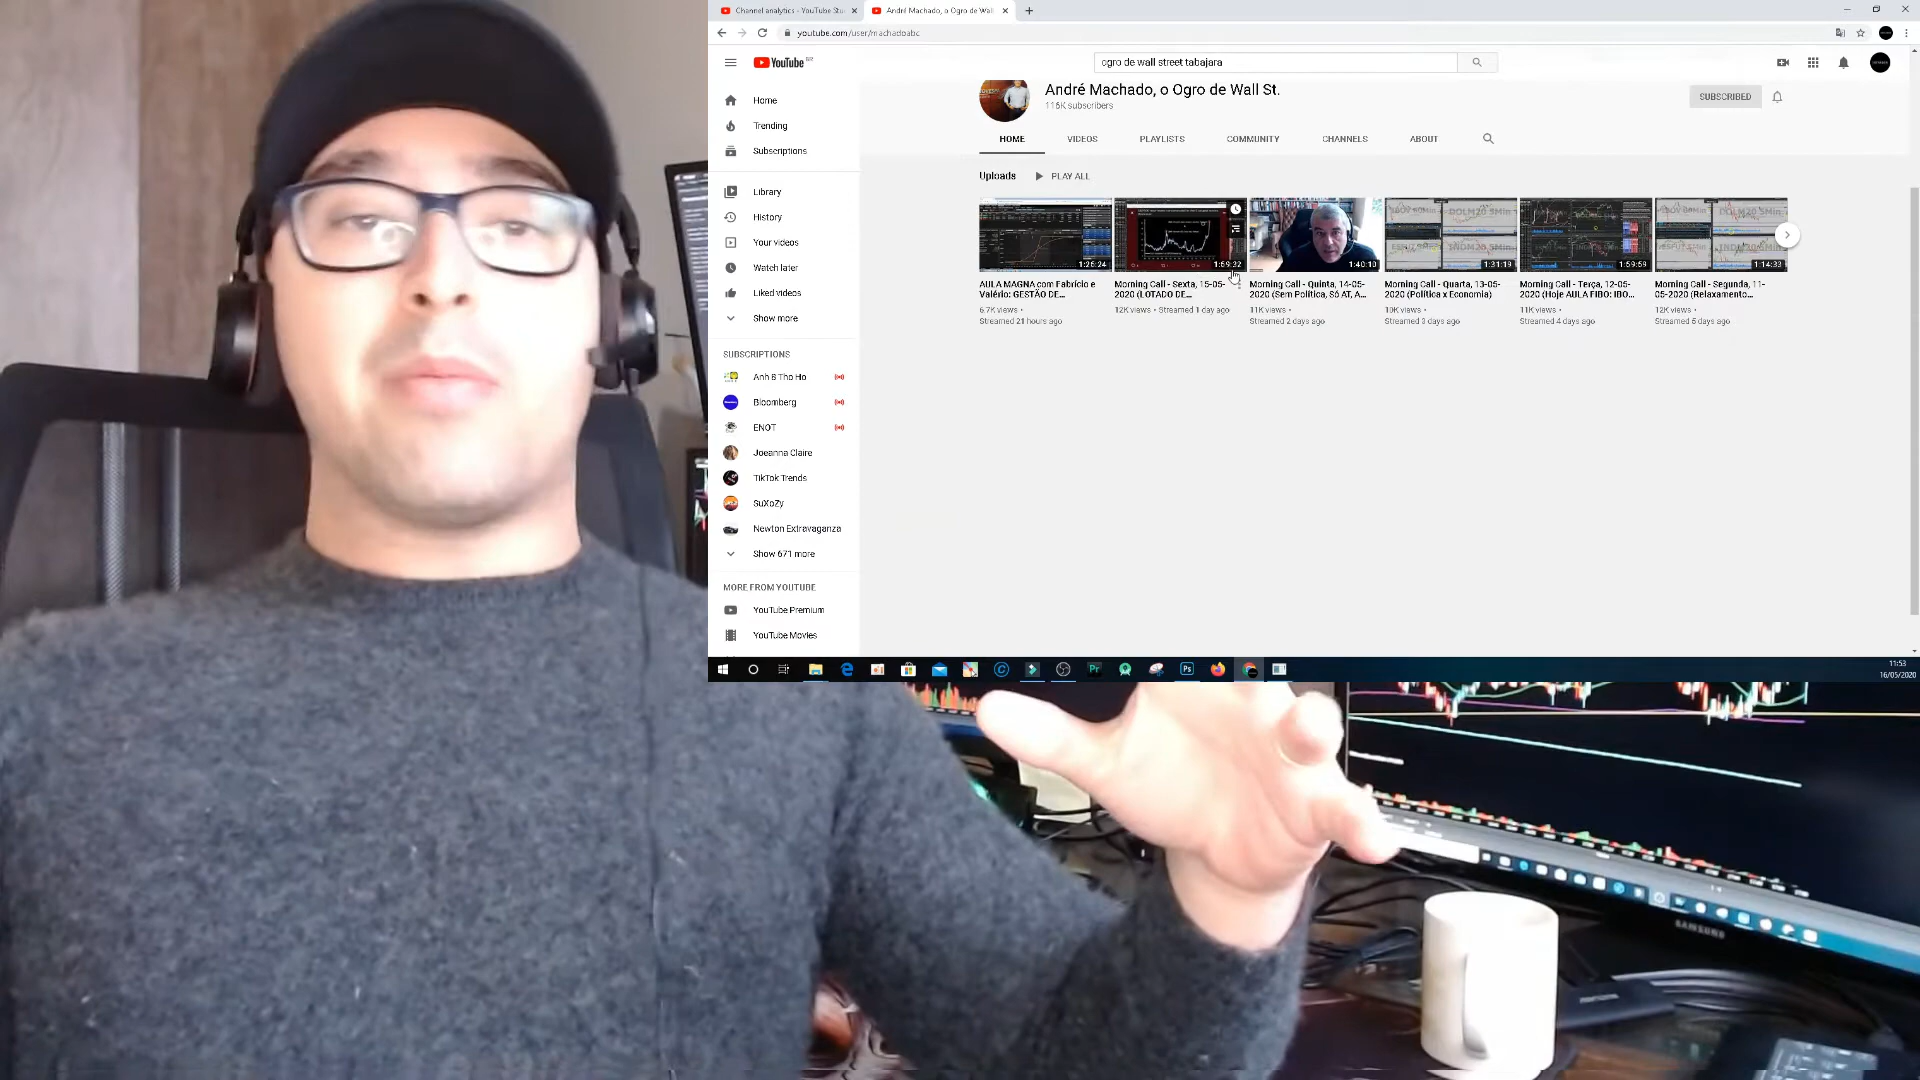 Channel analytics - YouTube Stu
André Machado, o Ogro de Wal
youtube.com/user/machadoabc
YouTube BR
ogro de wall street tabajara
André Machado, o Ogro de Wall St.
116K subscribers
SUBSCRIBED
HOME
VIDEOS
PLAYLISTS
COMMUNITY
CHANNELS
ABOUT
Home
Trending
Subscriptions
Library
History
Your videos
Watch later
Liked videos
Show more
SUBSCRIPTIONS
Anh 8 Tho Ho
Bloomberg
ENOT
Joeanna Claire
TikTok Trends
SuXoZy
Newton Extravaganza
Show 671 more
MORE FROM YOUTUBE
YouTube Premium
YouTube Movies
Uploads
PLAY ALL
1:26:24
AULA MAGNA com Fabrício e
Valério: GESTÃO DE...
6.7K views •
Streamed 21 hours ago
1:59:32
Morning Call - Sexta, 15-05-
2020 (LOTADO DE...
12K views • Streamed 1 day ago
1:40:10
Morning Call - Quinta, 14-05-
2020 (Sem Política, Só AT, A...
11K views •
Streamed 2 days ago
1:31:19
Morning Call - Quarta, 13-05-
2020 (Política x Economia)
10K views •
Streamed 3 days ago
1:59:59
Morning Call - Terça, 12-05-
2020 (Hoje AULA FIBO: IBO...
11K views •
Streamed 4 days ago
1:14:33
Morning Call - Segunda, 11-
05-2020 (Relaxamento...
12K views •
Streamed 5 days ago
Pr
Ps
11:53
16/05/2020
SAMSUNG